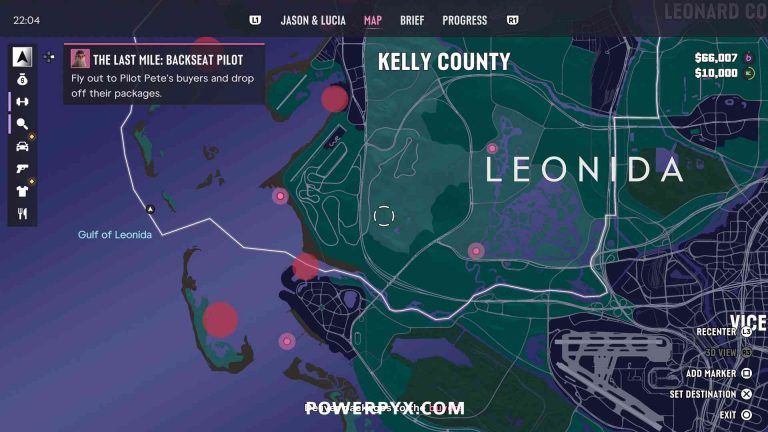 22:04
L1 JASON & LUCIA MAP BRIEF PROGRESS R1
LEONARD CO
THE LAST MILE: BACKSEAT PILOT
Fly out to Pilot Pete's buyers and drop
off their packages.
KELLY COUNTY
$66,007
$10,000
LEONIDA
Gulf of Leonida
VICE
RECENTER L3
3D VIEW R3
ADD MARKER
SET DESTINATION
EXIT
POWERPYX.COM